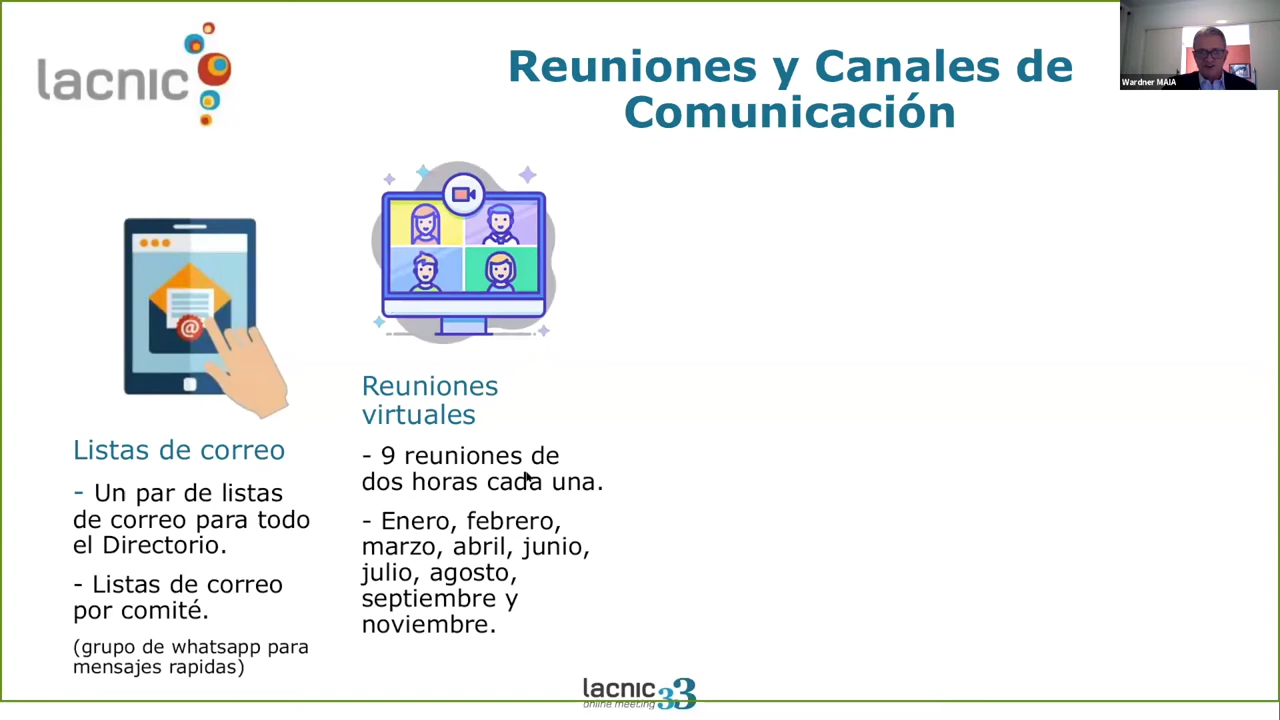 lacnic
Reuniones y Canales de
Comunicación
Wardner MAIA
@
Listas de correo
- Un par de listas
de correo para todo
el Directorio.
- Listas de correo
por comité.
(grupo de whatsapp para
mensajes rapidas)
Reuniones
virtuales
- 9 reuniones de
dos horas cada una.
- Enero, febrero,
marzo, abril, junio,
julio, agosto,
septiembre y
noviembre.
lacnic 33
online meeting